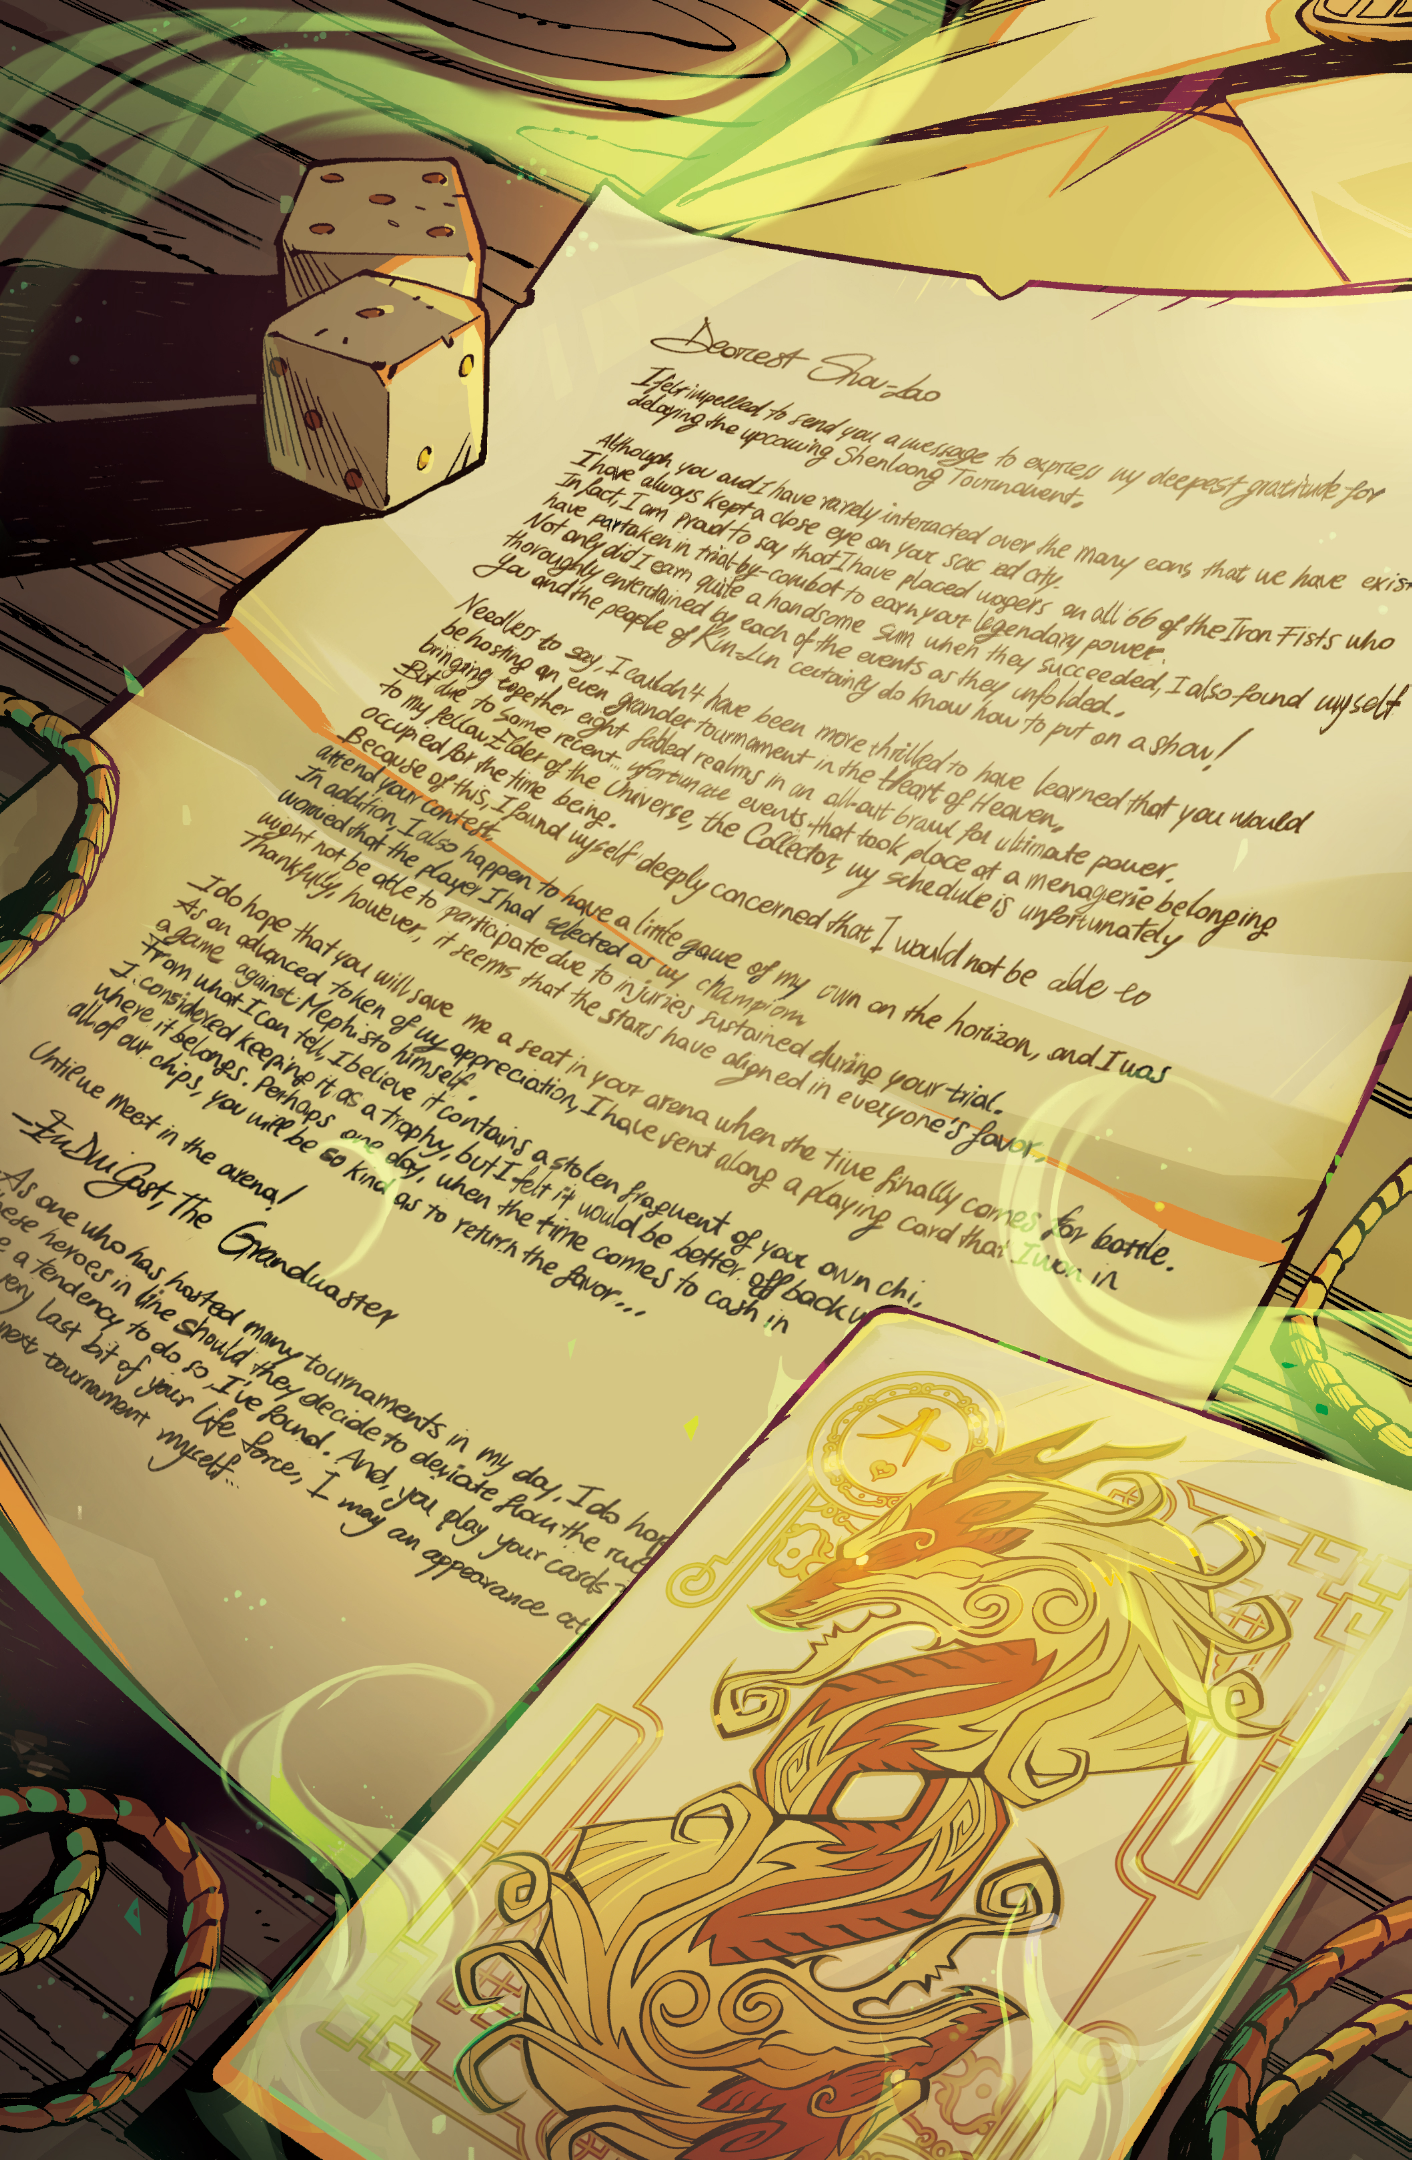 Dearest Shou-Lao
I felt impelled to send you a message to express my deepest gratitude for
delaying the upcoming Shenloong Tournament.
Although you and I have rarely interacted over the many eons that we have exist
I have always kept a close eye on your sac ed city.
In fact, I am proud to say that I have placed wagers on all 66 of the Iron Fists who
have partaken in trial-by-combat to earn your legendary power.
Not only did I earn quite a handsome sum when they succeeded, I also found myself
thoroughly entertained by each of the events as they unfolded.
You and the people of K'un-Lun certainly do know how to put on a show!
Needless to say, I couldn't have been more thrilled to have learned that you would
be hosting an even grander tournament in the Heart of Heaven,
bringing together eight fabled realms in an all-out brawl for ultimate power.
But due to some recent... ufortunate events that took place at a menagerie belonging
to my fellow Elder of the Universe, the Collector, my schedule is unfortunately
occupied for the time being.
Because of this, I found myself deeply concerned that I would not be able to
attend your contest.
In addition, I also happen to have a little game of my own on the horizon, and I was
worried that the player I had selected as my champion
might not be able to participate due to injuries sustained during your trial.
Thankfully, however, it seems that the stars have aligned in everyone's favor.
I do hope that you will save me a seat in your arena when the time finally comes for battle.
As an advanced token of my appreciation, I have sent along a playing card that I won in
a game against Mephisto himself.
From what I can tell, I believe it contains a stolen fragment of your own chi.
I considered keeping it as a trophy, but I felt it would be better off back w
where it belongs. Perhaps one day, when the time comes to cash in
all of our chips, you will be so kind as to return the favor...
Until we meet in the arena!
—En Dwi Gast, The Grandmaster
As one who has hosted many tournaments in my day, I do hop
hese heroes in line should they decide to deviate from the rul
e a tendency to do so, I've found. And, you play your cards
very last bit of your life force, I may an appearance at
next tournament myself...